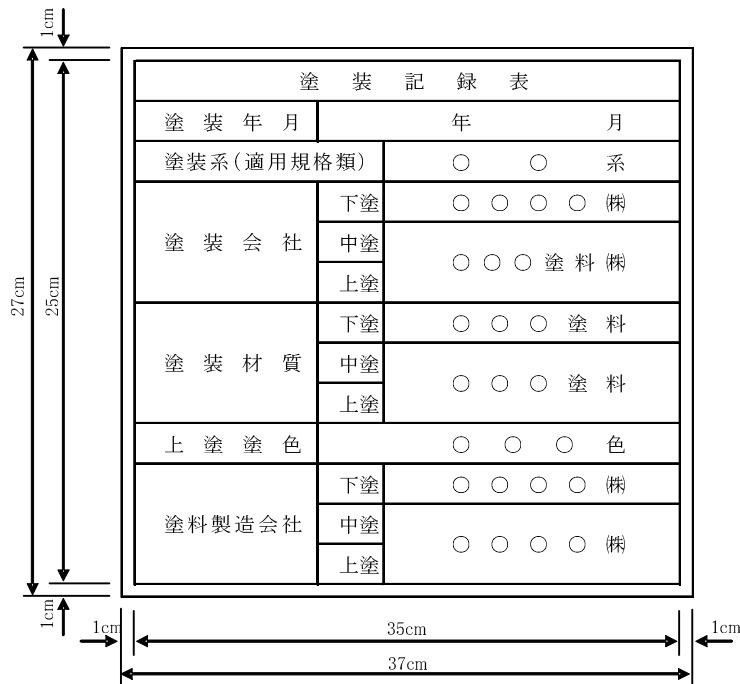 1cm
塗装記録表
塗装年月 年 月
塗装系(適用規格類) ○ ○ 系
塗装会社 下塗 ○ ○ ○ ○ ㈱
中塗 ○ ○ ○ 塗 料 ㈱
上塗
塗装材質 下塗 ○ ○ ○ 塗 料
中塗 ○ ○ ○ 塗 料
上塗
上塗塗色 ○ ○ ○ 色
塗料製造会社 下塗 ○ ○ ○ ○ ㈱
中塗 ○ ○ ○ ○ ㈱
上塗
27cm
25cm
1cm
1cm
35cm
1cm
37cm